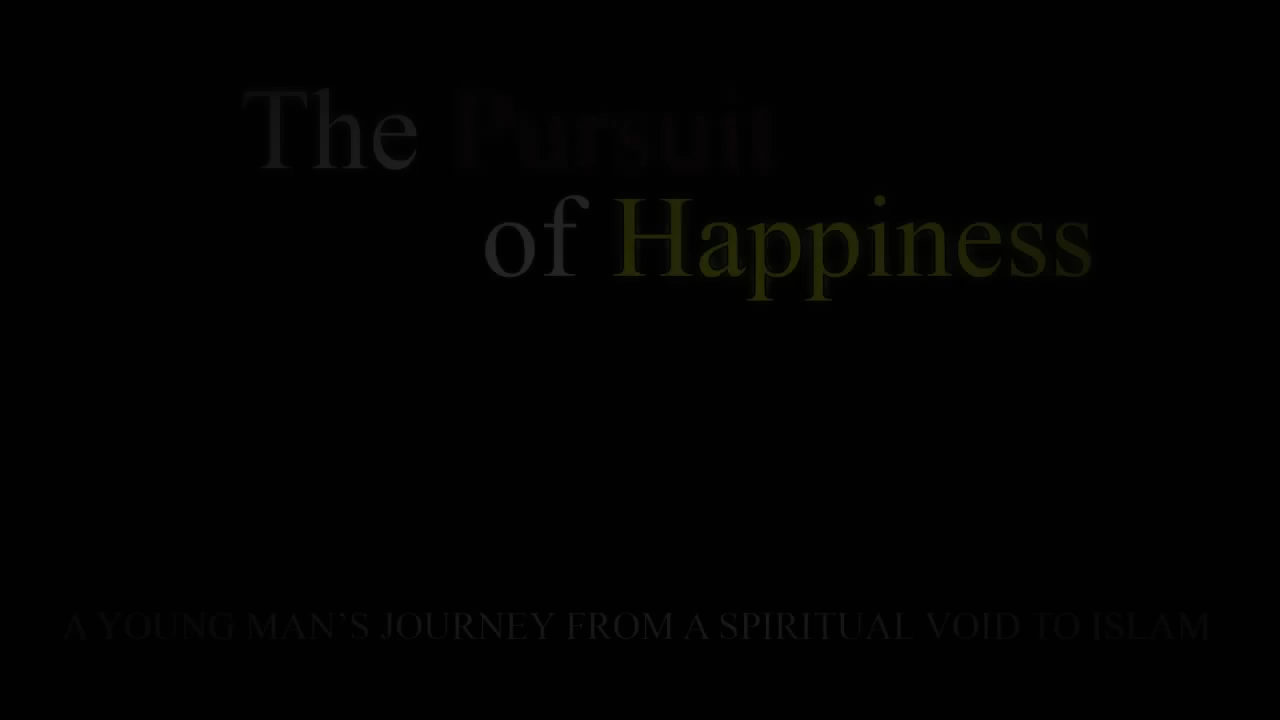 The Pursuit
of Happiness
A YOUNG MAN’S JOURNEY FROM A SPIRITUAL VOID TO ISLAM